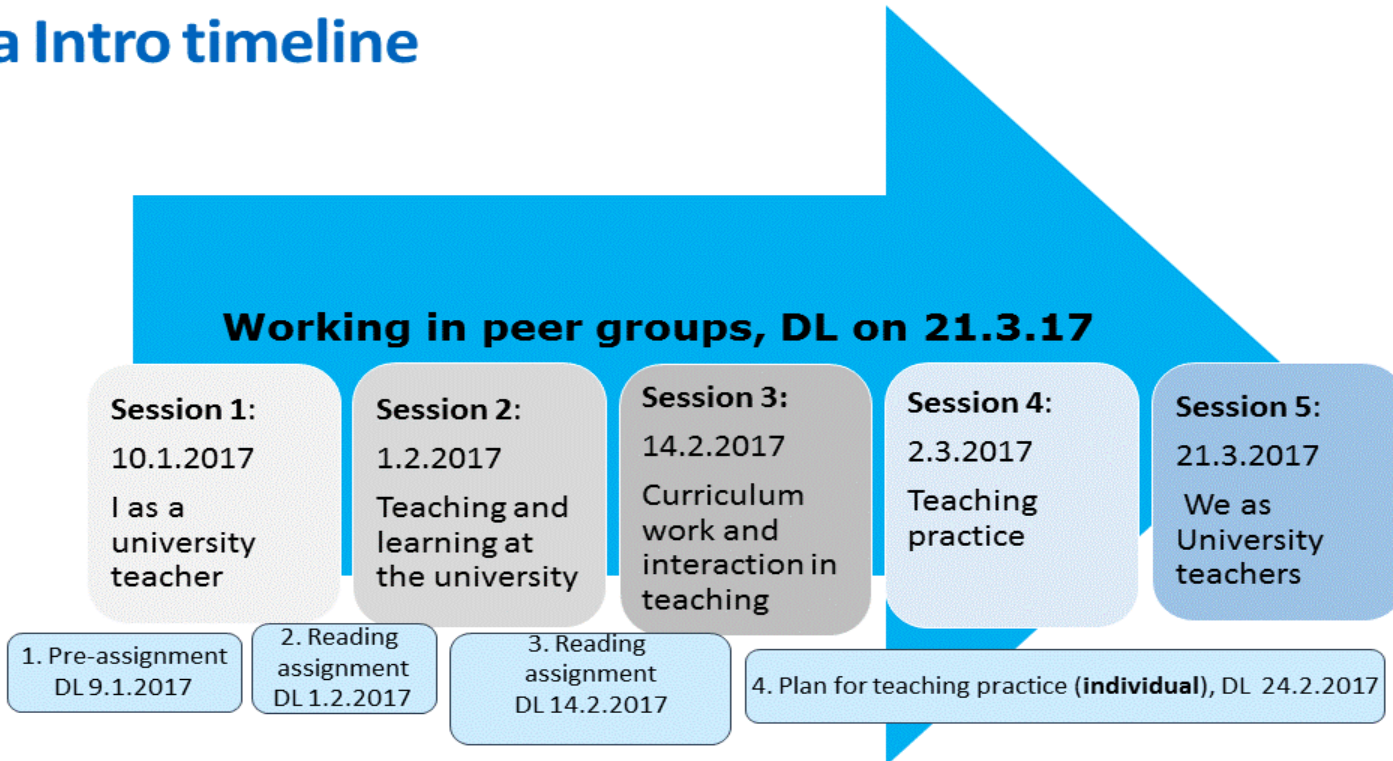 a Intro timeline
Working in peer groups, DL on 21.3.17
Session 1:
10.1.2017
I as a
university
teacher
Session 2:
1.2.2017
Teaching and
learning at
the university
Session 3:
14.2.2017
Curriculum
work and
interaction in
teaching
Session 4:
2.3.2017
Teaching
practice
Session 5:
21.3.2017
We as
University
teachers
1. Pre-assignment
DL 9.1.2017
2. Reading
assignment
DL 1.2.2017
3. Reading
assignment
DL 14.2.2017
4. Plan for teaching practice (individual), DL 24.2.2017